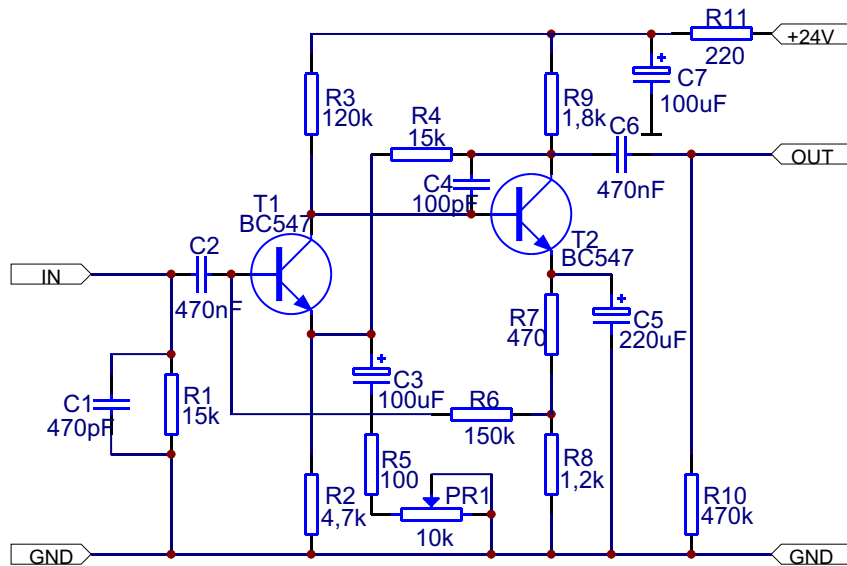 R11
220
+24V
C7
100uF
R3
120k
R9
1,8k
R4
15k
C6
470nF
OUT
C4
100pF
T1
BC547
T2
BC547
C2
470nF
IN
R7
470
C5
220uF
C3
100uF
C1
470pF
R1
15k
R6
150k
R5
100
R8
1,2k
R2
4,7k
PR1
10k
R10
470k
GND
GND